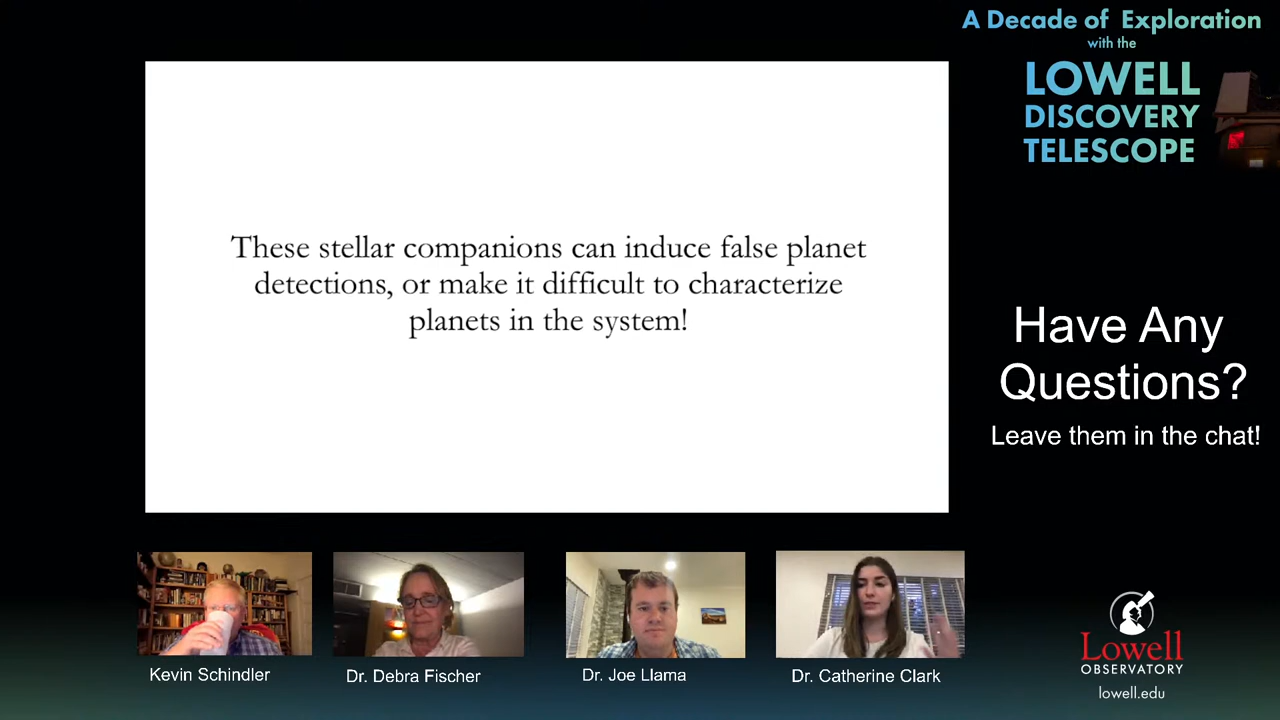 A Decade of Exploration
with the
LOWELL
DISCOVERY
TELESCOPE
These stellar companions can induce false planet
detections, or make it difficult to characterize
planets in the system!
Have Any
Questions?
Leave them in the chat!
Kevin Schindler
Dr. Debra Fischer
Dr. Joe Llama
Dr. Catherine Clark
Lowell
OBSERVATORY
lowell.edu